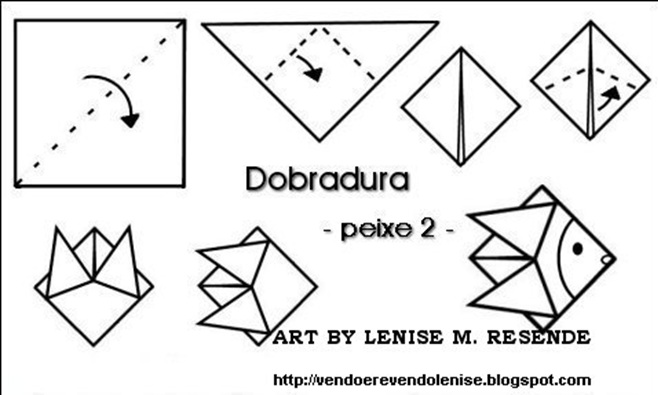 Dobradura
- peixe 2 -
ART BY LENISE M. RESENDE
http://vendoerevendolenise.blogspot.com